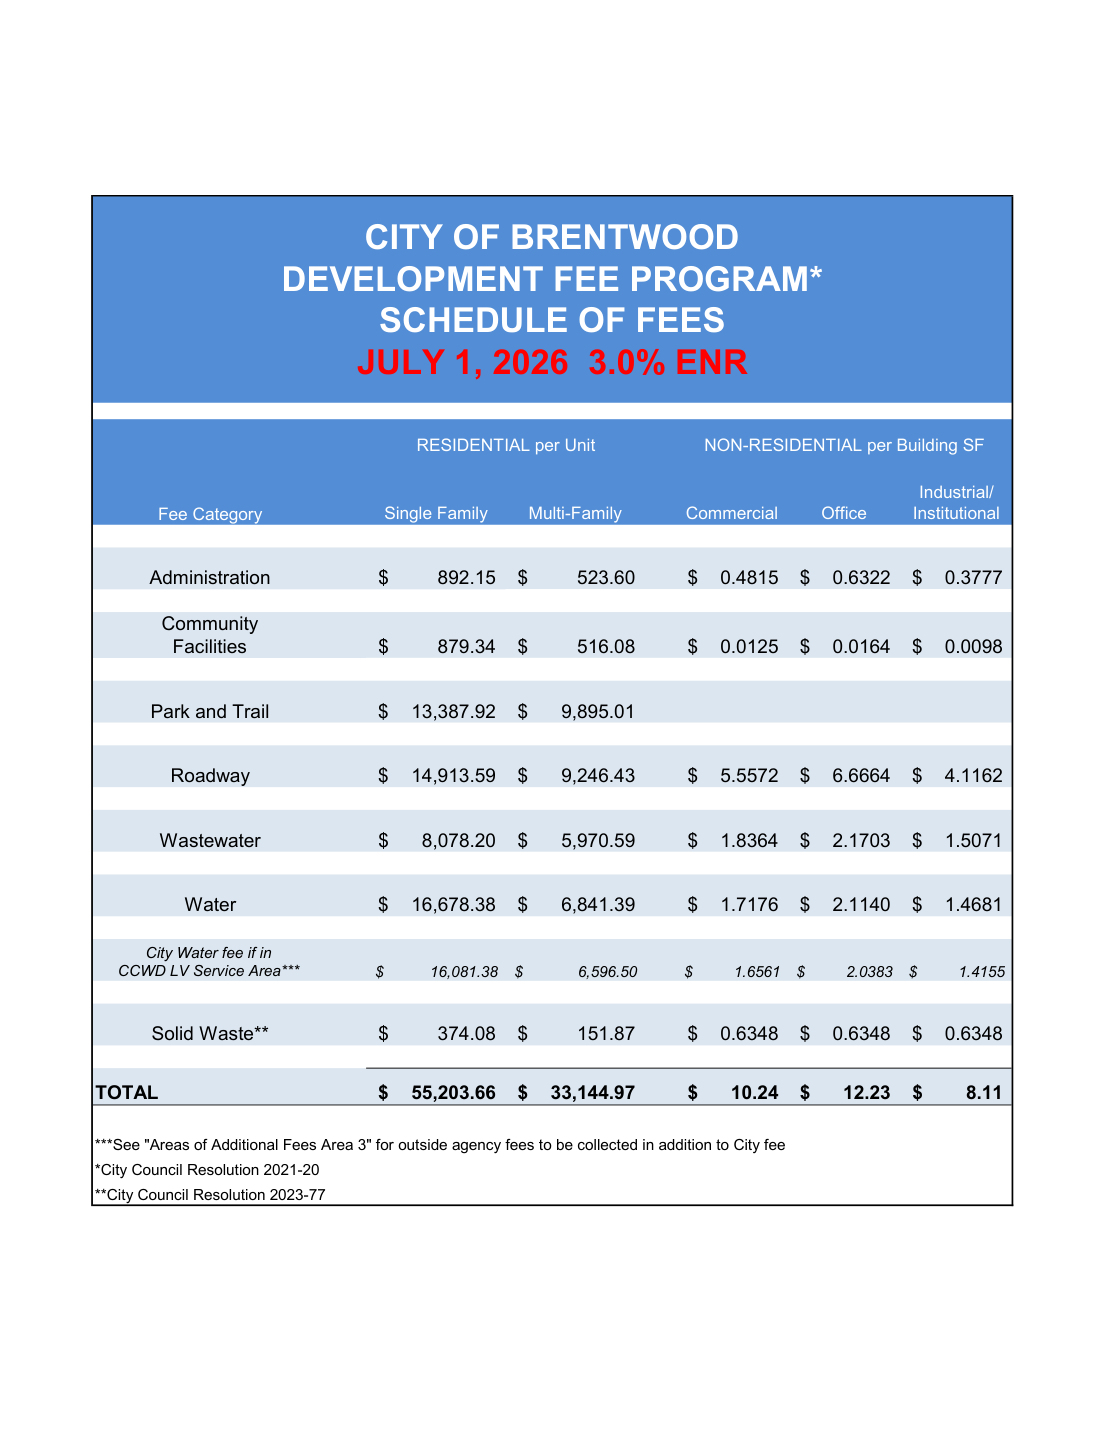 CITY OF BRENTWOOD
DEVELOPMENT FEE PROGRAM*
SCHEDULE OF FEES
JULY 1, 2026  3.0% ENR
RESIDENTIAL per Unit NON-RESIDENTIAL per Building SF
Fee Category Single Family Multi-Family Commercial Office Industrial/
Institutional
Administration $ 892.15 $ 523.60 $ 0.4815 $ 0.6322 $ 0.3777
Community
Facilities $ 879.34 $ 516.08 $ 0.0125 $ 0.0164 $ 0.0098
Park and Trail $ 13,387.92 $ 9,895.01
Roadway $ 14,913.59 $ 9,246.43 $ 5.5572 $ 6.6664 $ 4.1162
Wastewater $ 8,078.20 $ 5,970.59 $ 1.8364 $ 2.1703 $ 1.5071
Water $ 16,678.38 $ 6,841.39 $ 1.7176 $ 2.1140 $ 1.4681
City Water fee if in
CCWD LV Service Area*** $ 16,081.38 $ 6,596.50 $ 1.6561 $ 2.0383 $ 1.4155
Solid Waste** $ 374.08 $ 151.87 $ 0.6348 $ 0.6348 $ 0.6348
TOTAL $ 55,203.66 $ 33,144.97 $ 10.24 $ 12.23 $ 8.11
***See "Areas of Additional Fees Area 3" for outside agency fees to be collected in addition to City fee
*City Council Resolution 2021-20
**City Council Resolution 2023-77